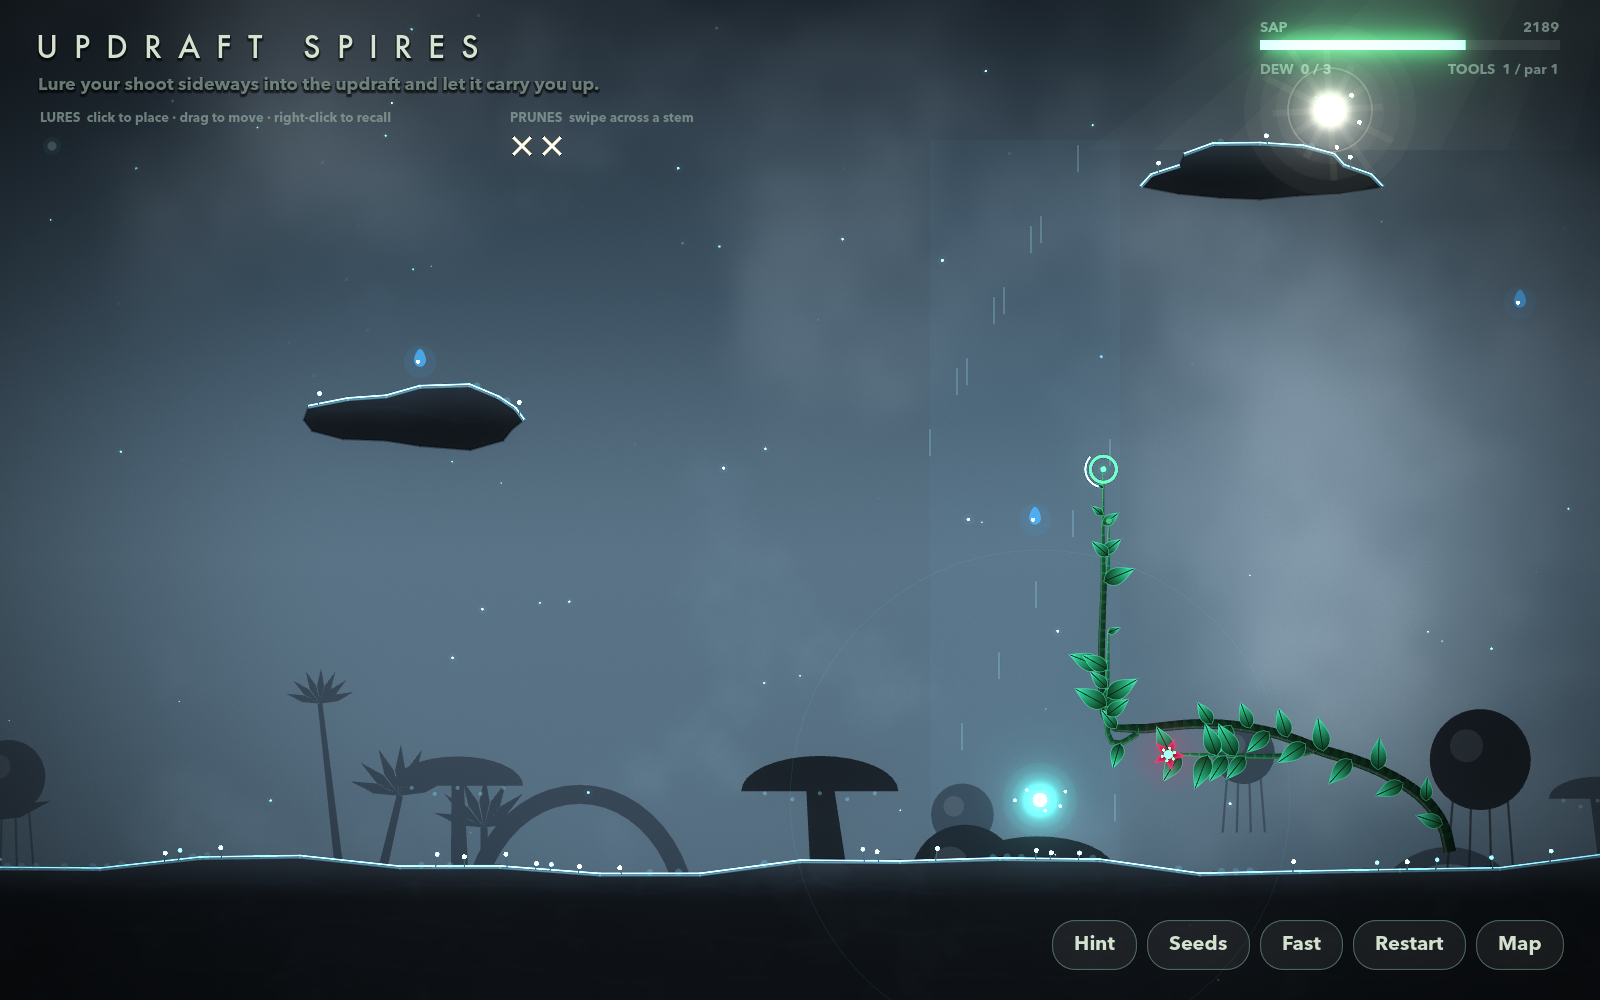 UPDRAFT SPIRES
Lure your shoot sideways into the updraft and let it carry you up.
LURES click to place · drag to move · right-click to recall
PRUNES swipe across a stem
SAP 2189
DEW 0 / 3 TOOLS 1 / par 1
Hint
Seeds
Fast
Restart
Map